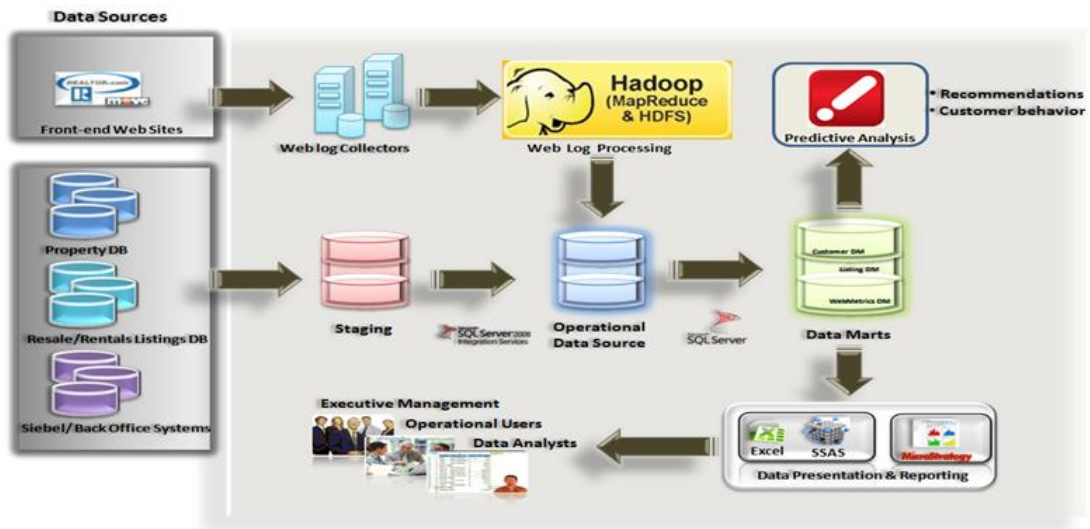 Data Sources
REALTOR.com
move
Front-end Web Sites
Web log Collectors
Hadoop
(MapReduce
& HDFS)
Web Log Processing
Predictive Analysis
• Recommendations
• Customer behavior
Property DB
Resale/Rentals Listings DB
Siebel/ Back Office Systems
Staging
SQL Server 2008
Integration Services
Operational
Data Source
SQL Server
Customer DM
Listing DM
WebMetrics DM
Data Marts
Executive Management
Operational Users
Data Analysts
Excel
SSAS
MicroStrategy
Data Presentation & Reporting